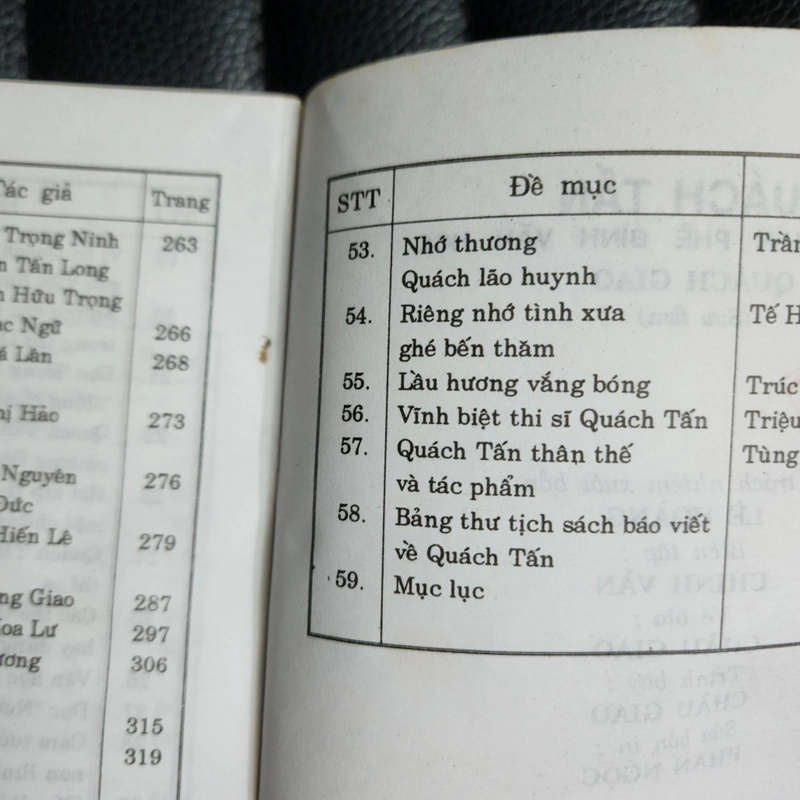 Tác giả Trang
Trọng Ninh 263
Tấn Long
Hữu Trọng
Ngữ 266
Lân 268
Hảo 273
Nguyên 276
Đức
Hiến Lê 279
Giao 287
Lư 297
306
315
319
STT Đề mục
53. Nhớ thương Trần
Quách lão huynh
54. Riêng nhớ tình xưa Tế H
ghé bến thăm
55. Lầu hương vắng bóng Trúc
56. Vĩnh biệt thi sĩ Quách Tấn Triệu
57. Quách Tấn thân thế Tùng
và tác phẩm
58. Bảng thư tịch sách báo viết
về Quách Tấn
59. Mục lục